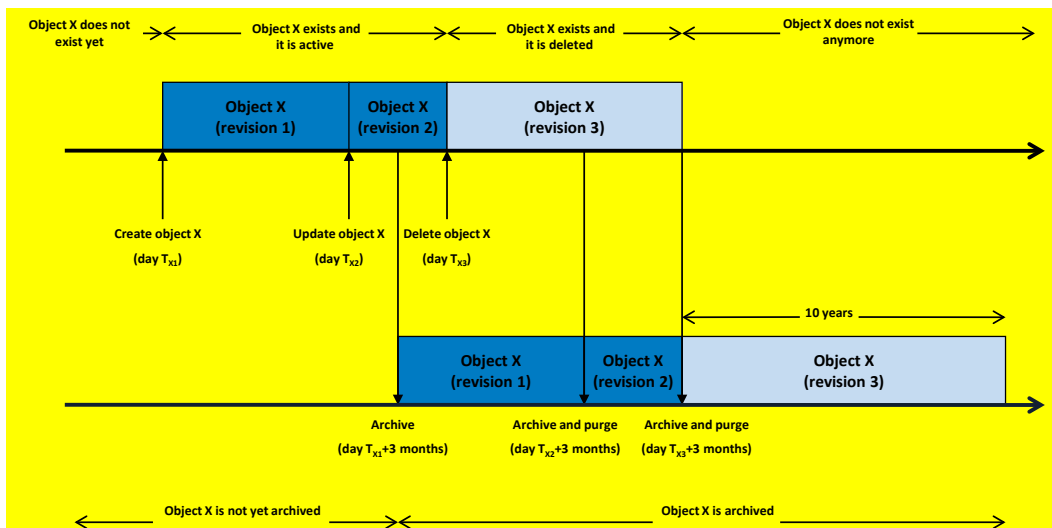 Object X does not
exist yet
Object X exists and
it is active
Object X exists and
it is deleted
Object X does not exist
anymore
Object X
(revision 1)
Object X
(revision 2)
Object X
(revision 3)
Create object X
(day TX1)
Update object X
(day TX2)
Delete object X
(day TX3)
10 years
Object X
(revision 1)
Object X
(revision 2)
Object X
(revision 3)
Archive
(day TX1+3 months)
Archive and purge
(day TX2+3 months)
Archive and purge
(day TX3+3 months)
Object X is not yet archived
Object X is archived